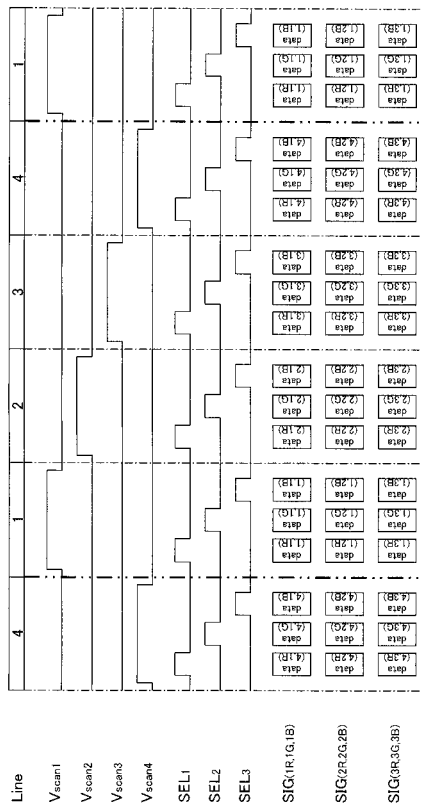 Line 4 1 2 3 4 1
Vscan1
Vscan2
Vscan3
Vscan4
SEL1
SEL2
SEL3
SIG(1R,1G,1B)
data (4,1R) data (4,1G) data (4,1B) data (1,1R) data (1,1G) data (1,1B) data (2,1R) data (2,1G) data (2,1B) data (3,1R) data (3,1G) data (3,1B) data (4,1R) data (4,1G) data (4,1B) data (1,1R) data (1,1G) data (1,1B)
SIG(2R,2G,2B)
data (4,2R) data (4,2G) data (4,2B) data (1,2R) data (1,2G) data (1,2B) data (2,2R) data (2,2G) data (2,2B) data (3,2R) data (3,2G) data (3,2B) data (4,2R) data (4,2G) data (4,2B) data (1,2R) data (1,2G) data (1,2B)
SIG(3R,3G,3B)
data (4,3R) data (4,3G) data (4,3B) data (1,3R) data (1,3G) data (1,3B) data (2,3R) data (2,3G) data (2,3B) data (3,3R) data (3,3G) data (3,3B) data (4,3R) data (4,3G) data (4,3B) data (1,3R) data (1,3G) data (1,3B)